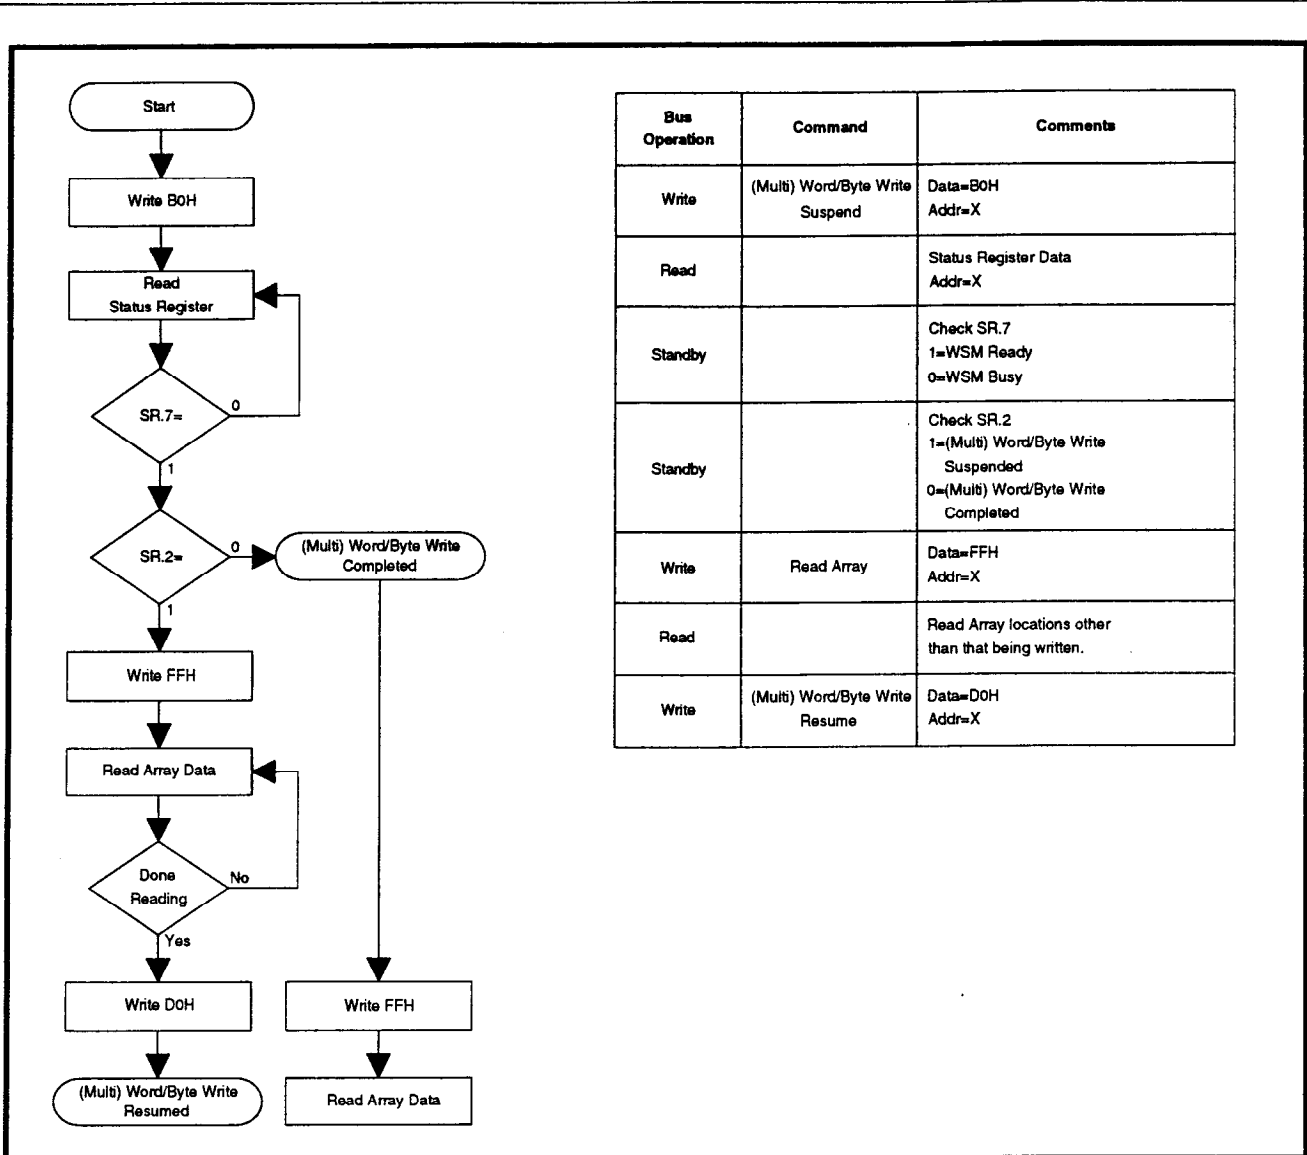 Start
Write B0H
Read
Status Register
SR.7=
0
1
SR.2=
0
(Multi) Word/Byte Write
Completed
1
Write FFH
Read Array Data
Done
Reading
No
Yes
Write D0H
(Multi) Word/Byte Write
Resumed
Write FFH
Read Array Data
Bus
Operation
Command
Comments
Write
(Multi) Word/Byte Write
Suspend
Data=B0H
Addr=X
Read
Status Register Data
Addr=X
Standby
Check SR.7
1=WSM Ready
0=WSM Busy
Standby
Check SR.2
1=(Multi) Word/Byte Write
Suspended
0=(Multi) Word/Byte Write
Completed
Write
Read Array
Data=FFH
Addr=X
Read
Read Array locations other
than that being written.
Write
(Multi) Word/Byte Write
Resume
Data=D0H
Addr=X